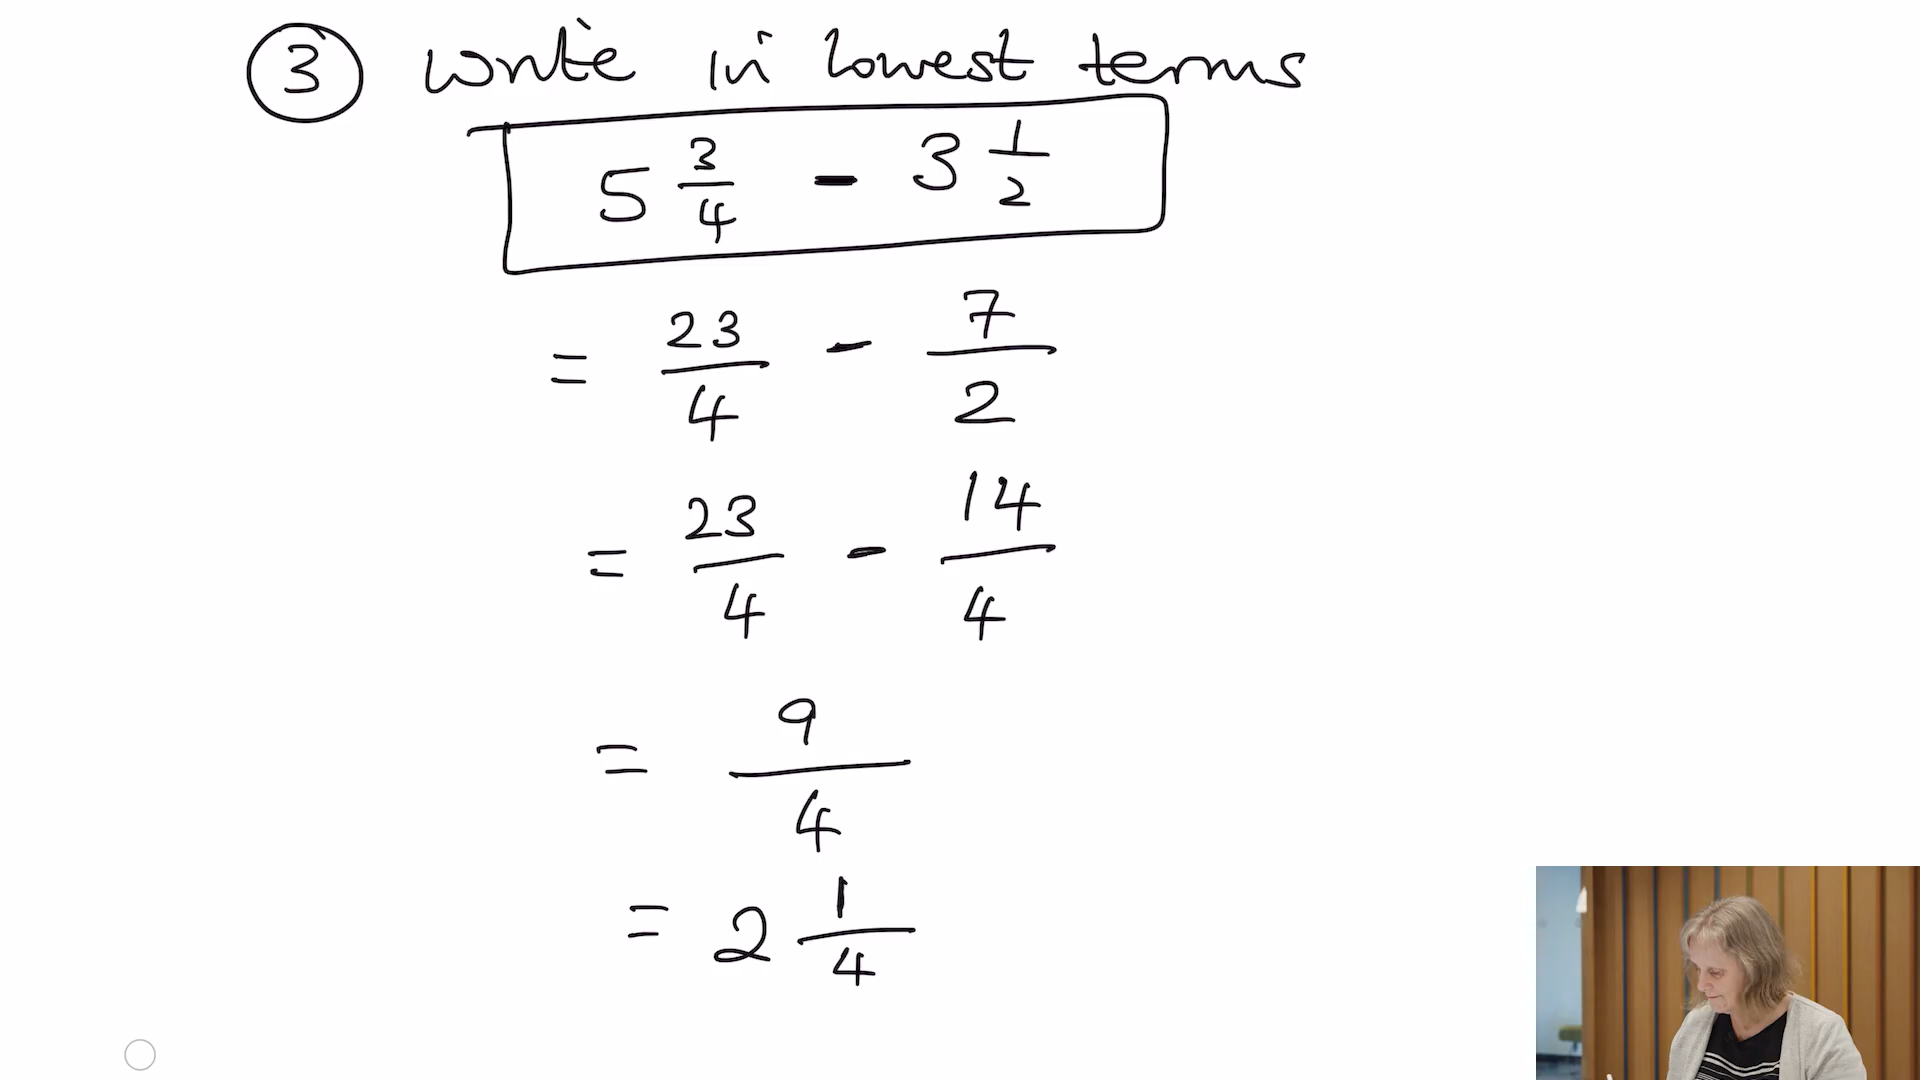 ③ Write in lowest terms
5 3/4 - 3 1/2
= 23/4 - 7/2
= 23/4 - 14/4
= 9/4
= 2 1/4